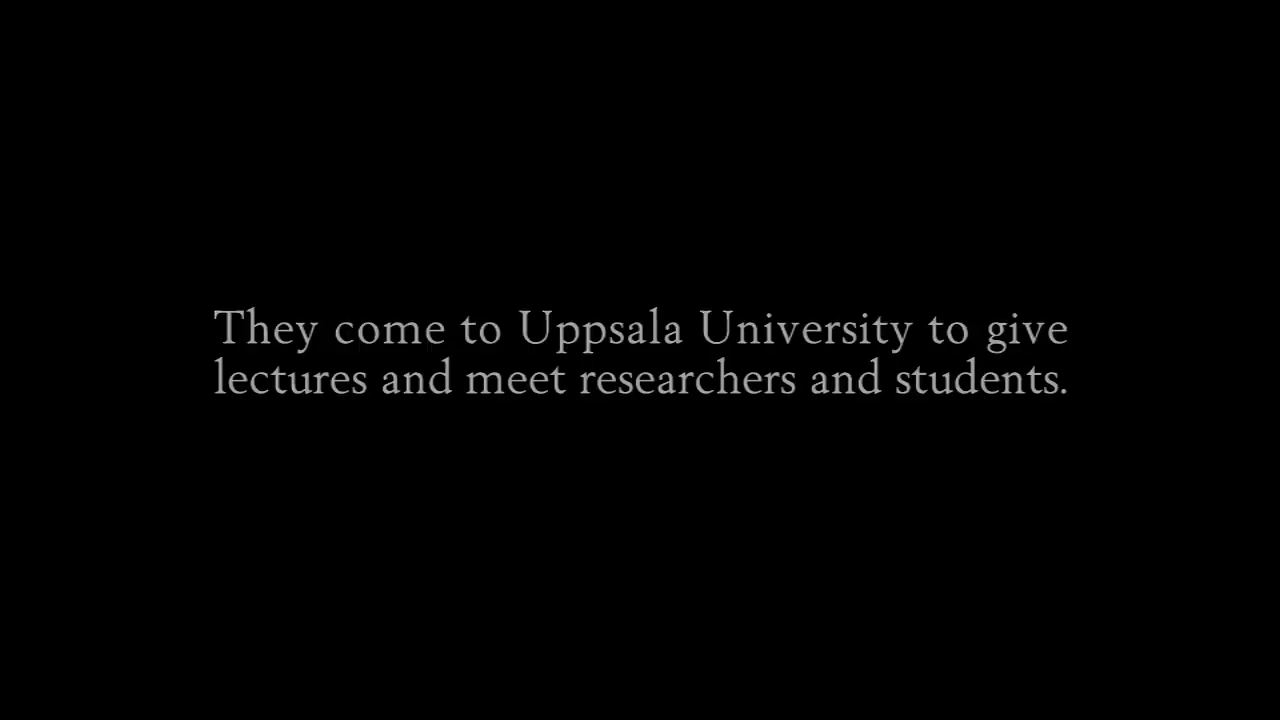 They come to Uppsala University to give
lectures and meet researchers and students.